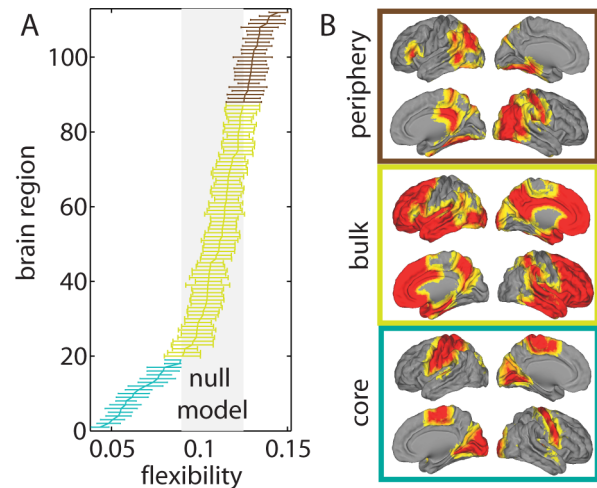 A
B
100
80
60
40
20
0
brain region
null
model
0.05
0.1
0.15
flexibility
periphery
bulk
core